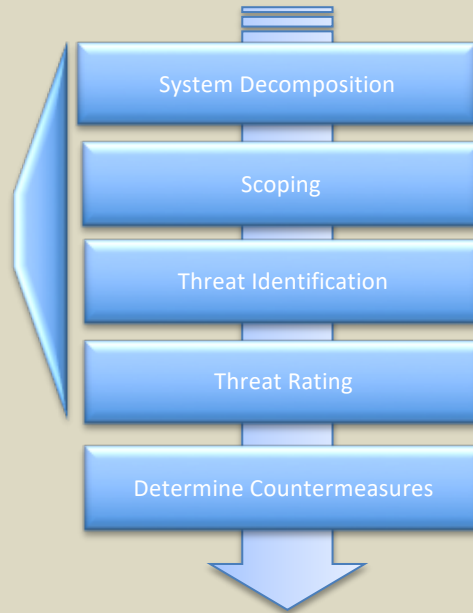 System Decomposition
Scoping
Threat Identification
Threat Rating
Determine Countermeasures